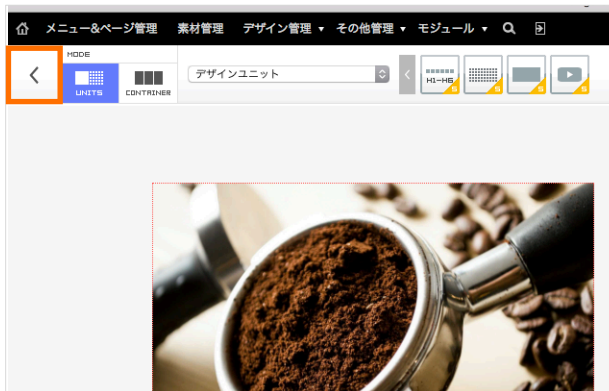 メニュー&ページ管理 素材管理 デザイン管理 ▼ その他管理 ▼ モジュール ▼
MODE
UNITS CONTAINER デザインユニット H1-H6 S S S S